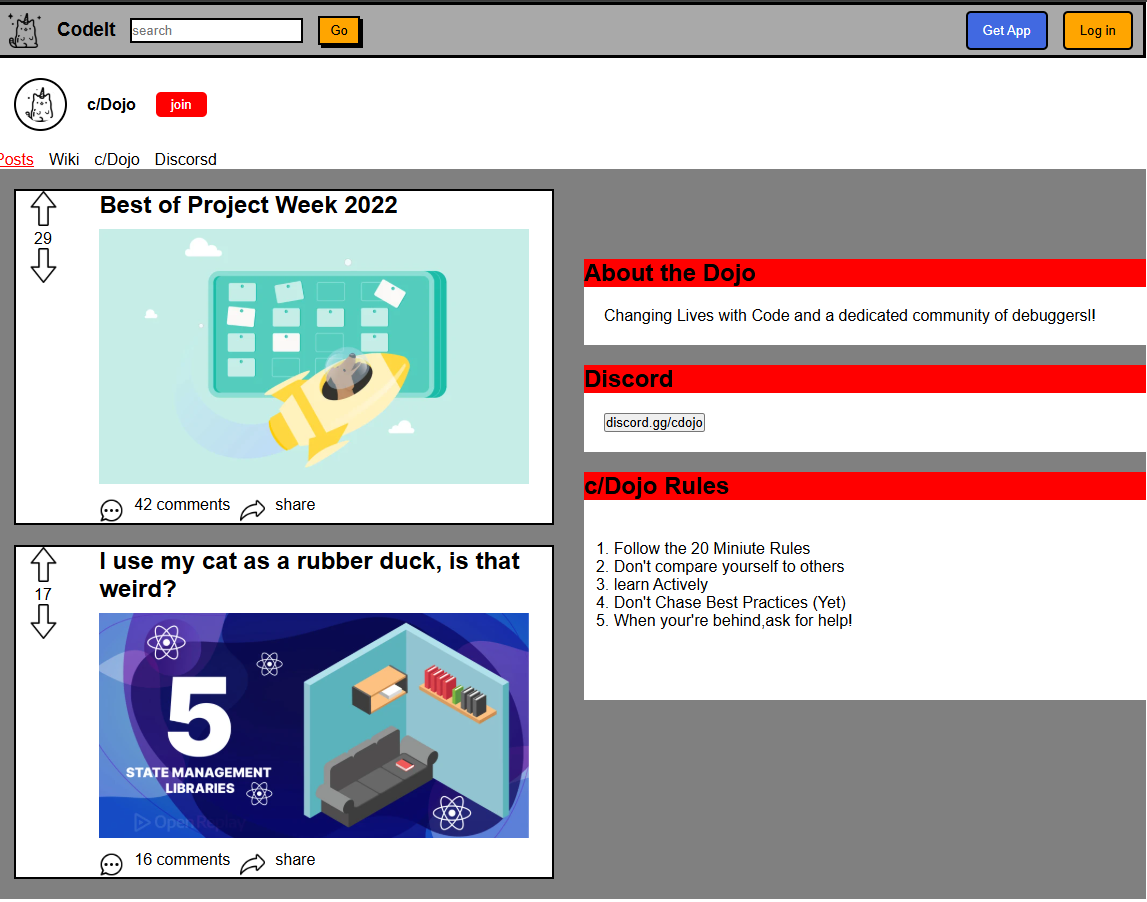 CodeIt
search
Go
Get App
Log in
c/Dojo
join
Posts
Wiki
c/Dojo
Discorsd
29
Best of Project Week 2022
42 comments
share
17
I use my cat as a rubber duck, is that
weird?
5
STATE MANAGEMENT
LIBRARIES
OpenReplay
16 comments
share
About the Dojo
Changing Lives with Code and a dedicated community of debuggersl!
Discord
discord.gg/cdojo
c/Dojo Rules
1. Follow the 20 Miniute Rules
2. Don't compare yourself to others
3. learn Actively
4. Don't Chase Best Practices (Yet)
5. When your're behind,ask for help!